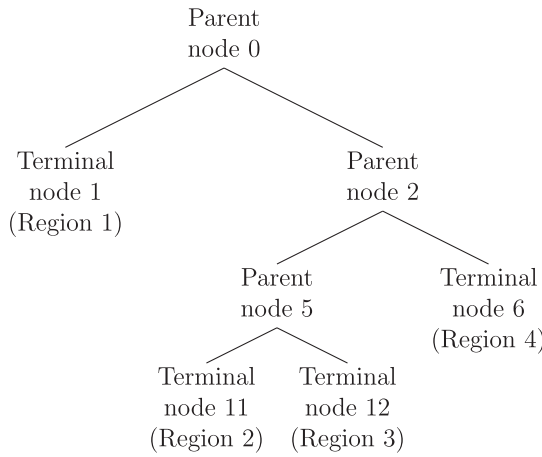 Parent
node 0
Terminal
node 1
(Region 1)
Parent
node 2
Parent
node 5
Terminal
node 6
(Region 4)
Terminal
node 11
(Region 2)
Terminal
node 12
(Region 3)